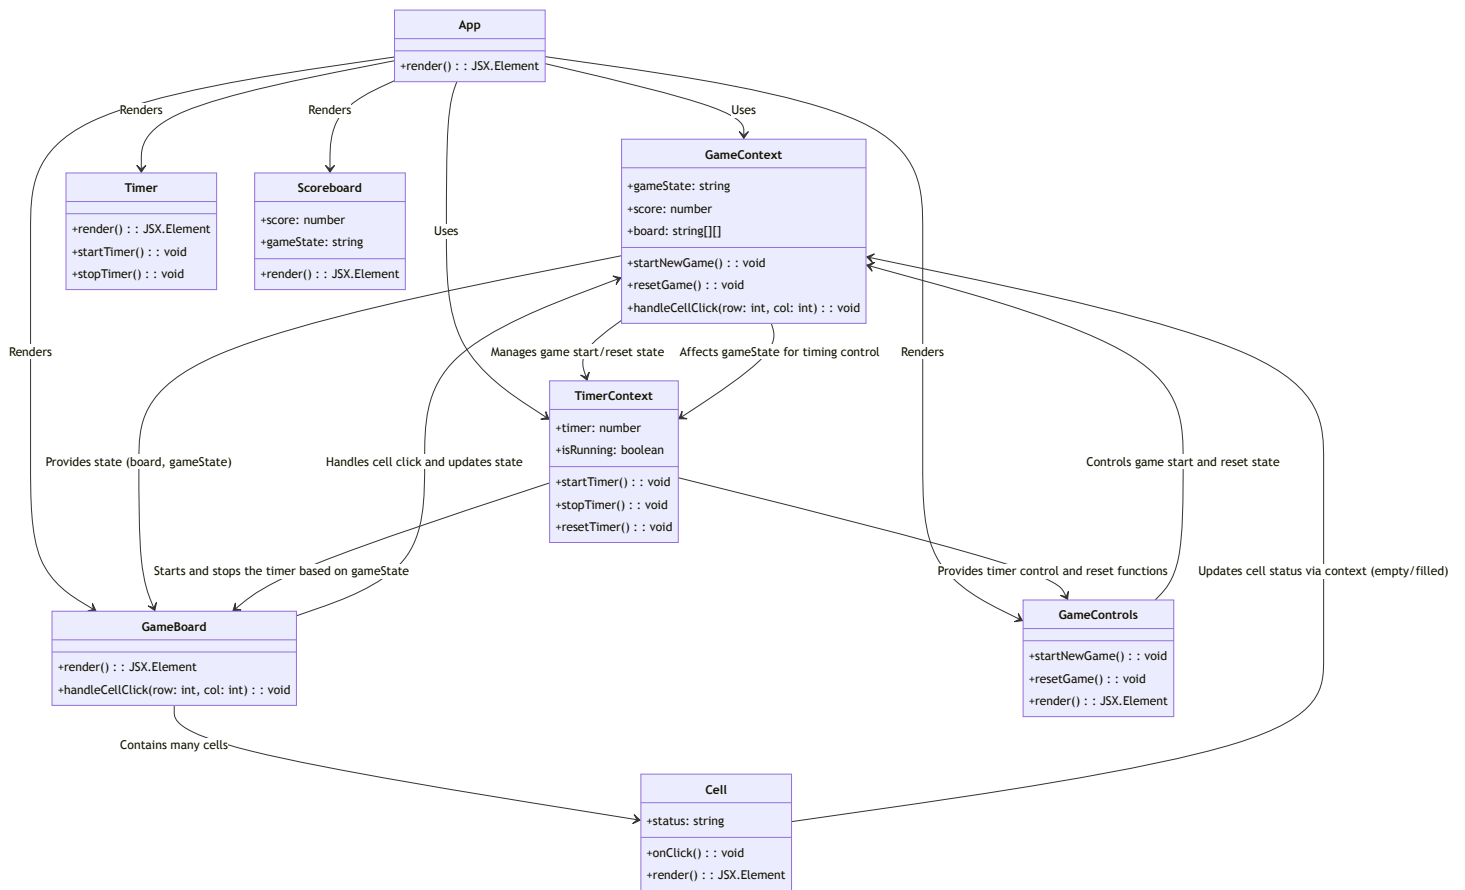 App
+render() : : JSX.Element
Renders
Renders
Uses
Timer
+render() : : JSX.Element
+startTimer() : : void
+stopTimer() : : void
Scoreboard
+score: number
+gameState: string
+render() : : JSX.Element
Uses
GameContext
+gameState: string
+score: number
+board: string[][]
+startNewGame() : : void
+resetGame() : : void
+handleCellClick(row: int, col: int) : : void
Renders
Manages game start/reset state
Affects gameState for timing control
Renders
TimerContext
+timer: number
+isRunning: boolean
+startTimer() : : void
+stopTimer() : : void
+resetTimer() : : void
Provides state (board, gameState)
Handles cell click and updates state
Controls game start and reset state
Starts and stops the timer based on gameState
Provides timer control and reset functions
Updates cell status via context (empty/filled)
GameBoard
+render() : : JSX.Element
+handleCellClick(row: int, col: int) : : void
GameControls
+startNewGame() : : void
+resetGame() : : void
+render() : : JSX.Element
Contains many cells
Cell
+status: string
+onClick() : : void
+render() : : JSX.Element